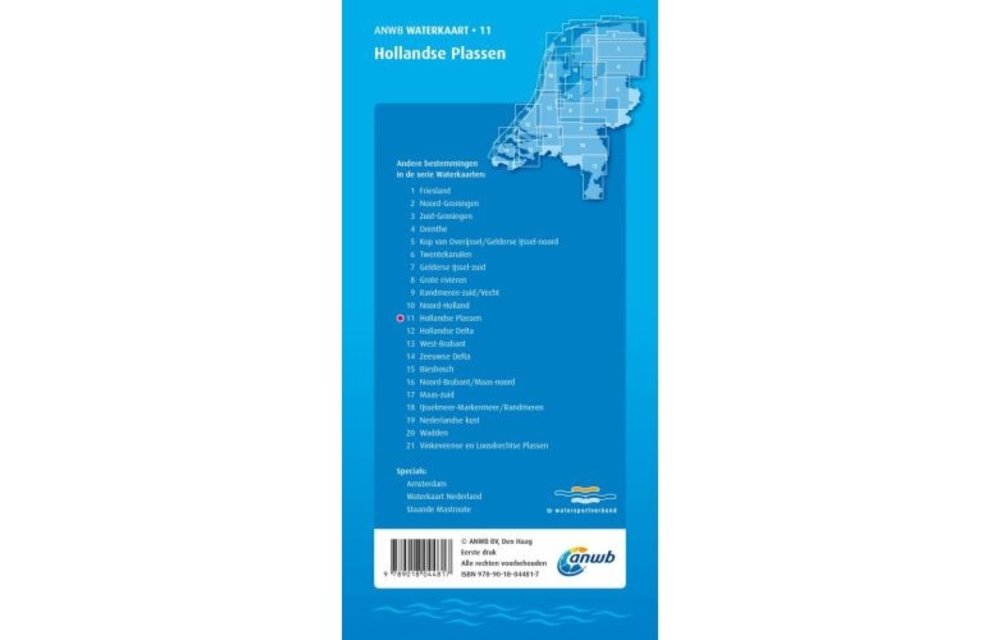 ANWB WATERKAART • 11
Hollandse Plassen
Andere bestemmingen
in de serie Waterkaarten:
1 Friesland
2 Noord-Groningen
3 Zuid-Groningen
4 Drenthe
5 Kop van Overijssel/Gelderse IJssel-noord
6 Twentekanalen
7 Gelderse IJssel-zuid
8 Grote rivieren
9 Randmeren-zuid/Vecht
10 Noord-Holland
11 Hollandse Plassen
12 Hollandse Delta
13 West-Brabant
14 Zeeuwse Delta
15 Biesbosch
16 Noord-Brabant/Maas-noord
17 Maas-zuid
18 IJsselmeer-Markermeer/Randmeren
19 Nederlandse kust
20 Wadden
21 Vinkeveense en Loosdrechtse Plassen
Specials:
Amsterdam
Waterkaart Nederland
Staande Mastroute
watersportverbond
© ANWB BV, Den Haag
Eerste druk
Alle rechten voorbehouden
ISBN 978-90-18-04481-7
9 789018 044817
anwb